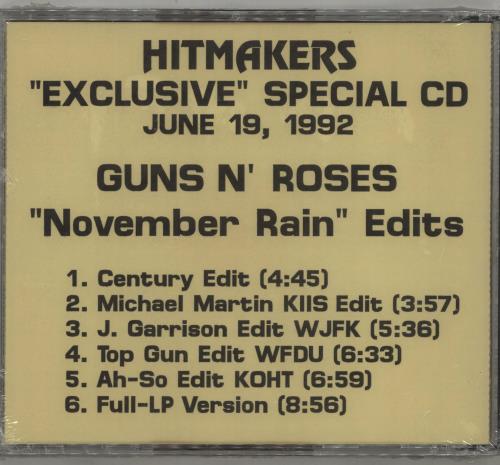 HITMAKERS
"EXCLUSIVE" SPECIAL CD
JUNE 19, 1992
GUNS N' ROSES
"November Rain" Edits
1. Century Edit (4:45)
2. Michael Martin KIIS Edit (3:57)
3. J. Garrison Edit WJFK (5:36)
4. Top Gun Edit WFDU (6:33)
5. Ah-So Edit KOHT (6:59)
6. Full-LP Version (8:56)